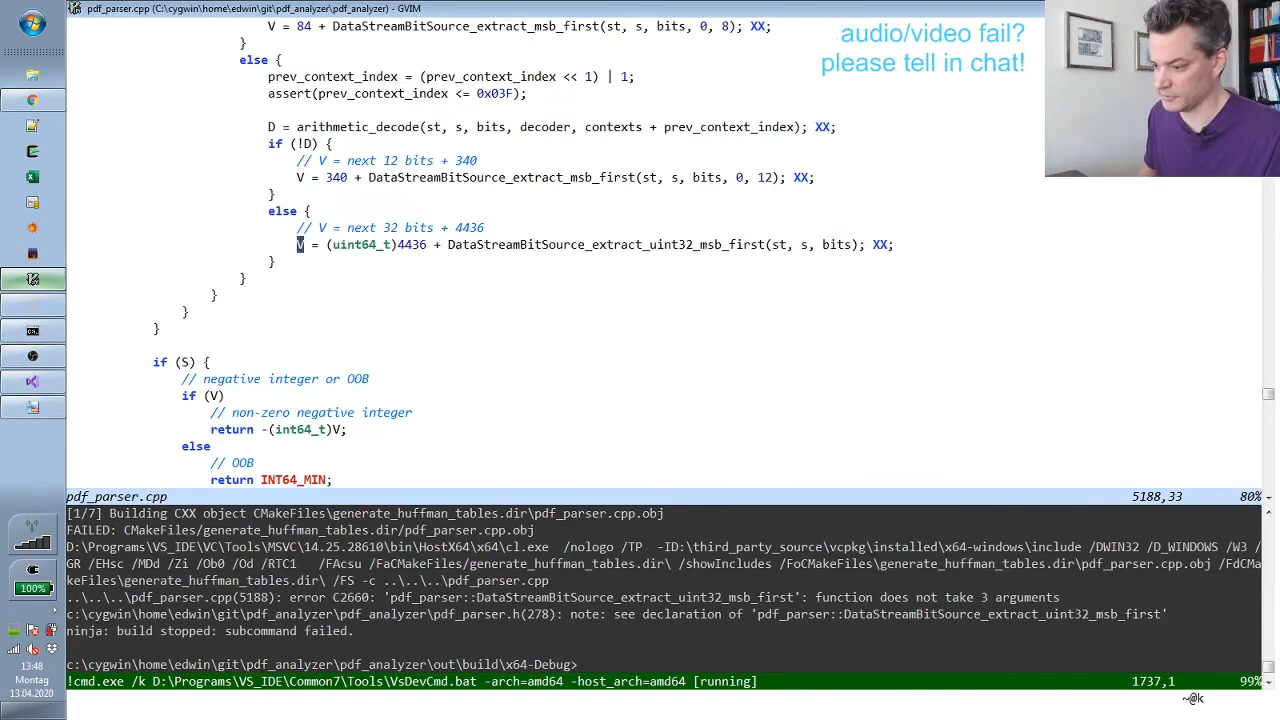 pdf_parser.cpp (C:\cygwin\home\edwin\git\pdf_analyzer\pdf_analyzer) - GVIM
V = 84 + DataStreamBitSource_extract_msb_first(st, s, bits, 0, 8); XX;
}
else {
prev_context_index = (prev_context_index << 1) | 1;
assert(prev_context_index <= 0x03F);
D = arithmetic_decode(st, s, bits, decoder, contexts + prev_context_index); XX;
if (!D) {
// V = next 12 bits + 340
V = 340 + DataStreamBitSource_extract_msb_first(st, s, bits, 0, 12); XX;
}
else {
// V = next 32 bits + 4436
V = (uint64_t)4436 + DataStreamBitSource_extract_uint32_msb_first(st, s, bits); XX;
}
}
}
}
}
if (S) {
// negative integer or OOB
if (V)
// non-zero negative integer
return -(int64_t)V;
else
// OOB
return INT64_MIN;
pdf_parser.cpp 5188,33 80%
[1/7] Building CXX object CMakeFiles\generate_huffman_tables.dir\pdf_parser.cpp.obj
FAILED: CMakeFiles/generate_huffman_tables.dir/pdf_parser.cpp.obj
D:\Programs\VS_IDE\VC\Tools\MSVC\14.25.28610\bin\HostX64\x64\cl.exe /nologo /TP -ID:\third_party_source\vcpkg\installed\x64-windows\include /DWIN32 /D_WINDOWS /W3 /
GR /EHsc /MDd /Zi /Ob0 /Od /RTC1 /FAcsu /FaCMakeFiles/generate_huffman_tables.dir\ /showIncludes /FoCMakeFiles\generate_huffman_tables.dir\pdf_parser.cpp.obj /FdCMa
keFiles\generate_huffman_tables.dir\ /FS -c ..\..\..\pdf_parser.cpp
..\..\..\pdf_parser.cpp(5188): error C2660: 'pdf_parser::DataStreamBitSource_extract_uint32_msb_first': function does not take 3 arguments
c:\cygwin\home\edwin\git\pdf_analyzer\pdf_analyzer\pdf_parser.h(278): note: see declaration of 'pdf_parser::DataStreamBitSource_extract_uint32_msb_first'
ninja: build stopped: subcommand failed.
c:\cygwin\home\edwin\git\pdf_analyzer\pdf_analyzer\out\build\x64-Debug>
!cmd.exe /k D:\Programs\VS_IDE\Common7\Tools\VsDevCmd.bat -arch=amd64 -host_arch=amd64 [running] 1737,1 99%
~@k
audio/video fail?
please tell in chat!
100%
13:48
Montag
13.04.2020